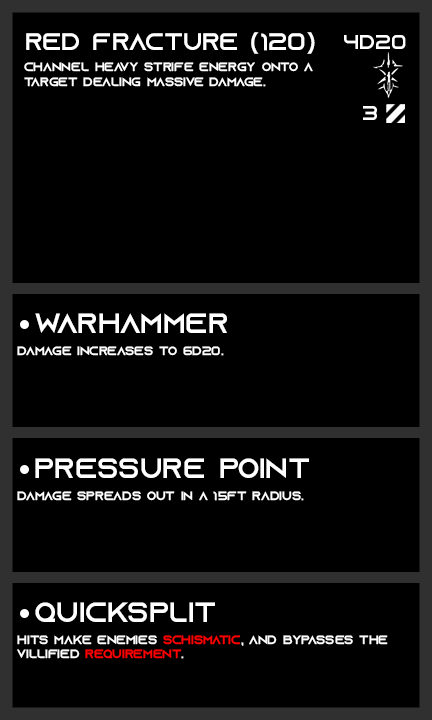 RED FRACTURE (120)
4D20
CHANNEL HEAVY STRIFE ENERGY ONTO A
TARGET DEALING MASSIVE DAMAGE.
3
•WARHAMMER
DAMAGE INCREASES TO 6D20.
•PRESSURE POINT
DAMAGE SPREADS OUT IN A 15FT RADIUS.
•QUICKSPLIT
HITS MAKE ENEMIES SCHISMATIC, AND BYPASSES THE
VILLIFIED REQUIREMENT.